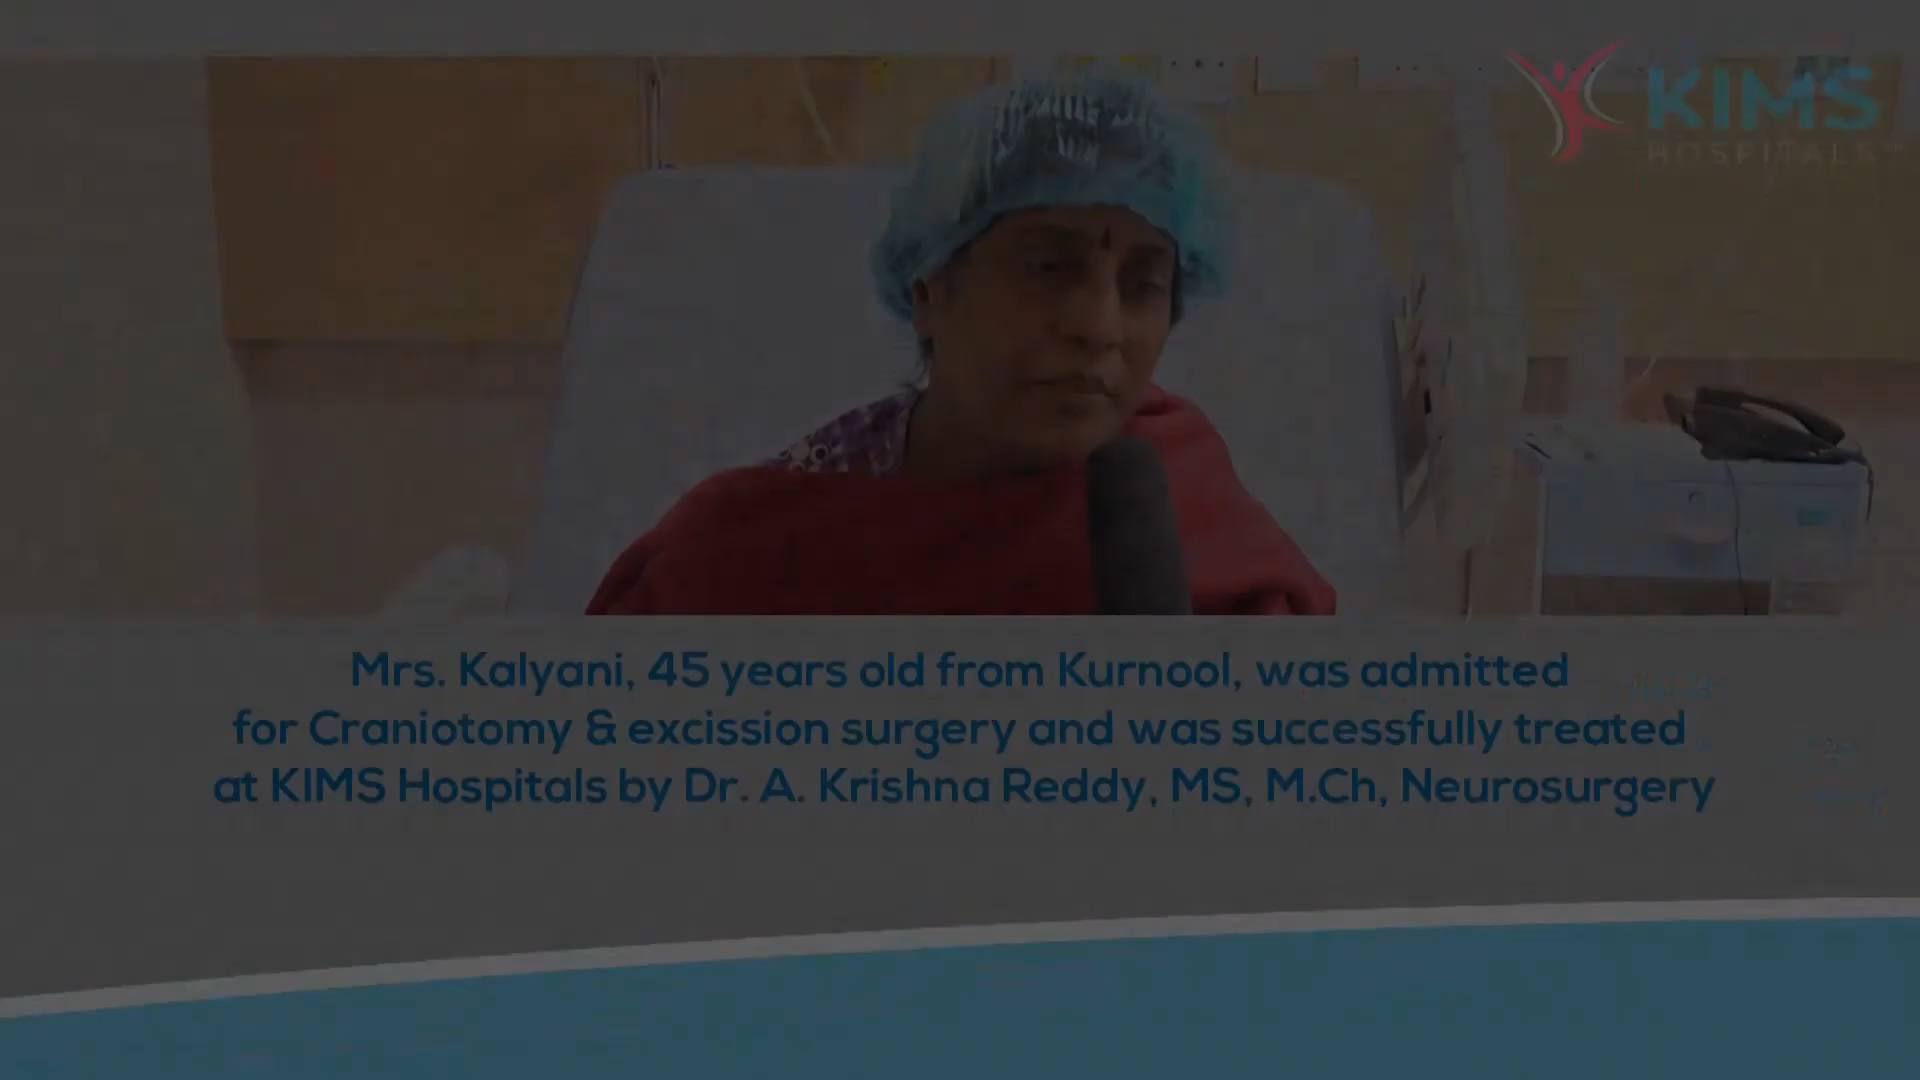 KIMS
HOSPITALS
Mrs. Kalyani, 45 years old from Kurnool, was admitted
for Craniotomy & excission surgery and was successfully treated
at KIMS Hospitals by Dr. A. Krishna Reddy, MS, M.Ch, Neurosurgery